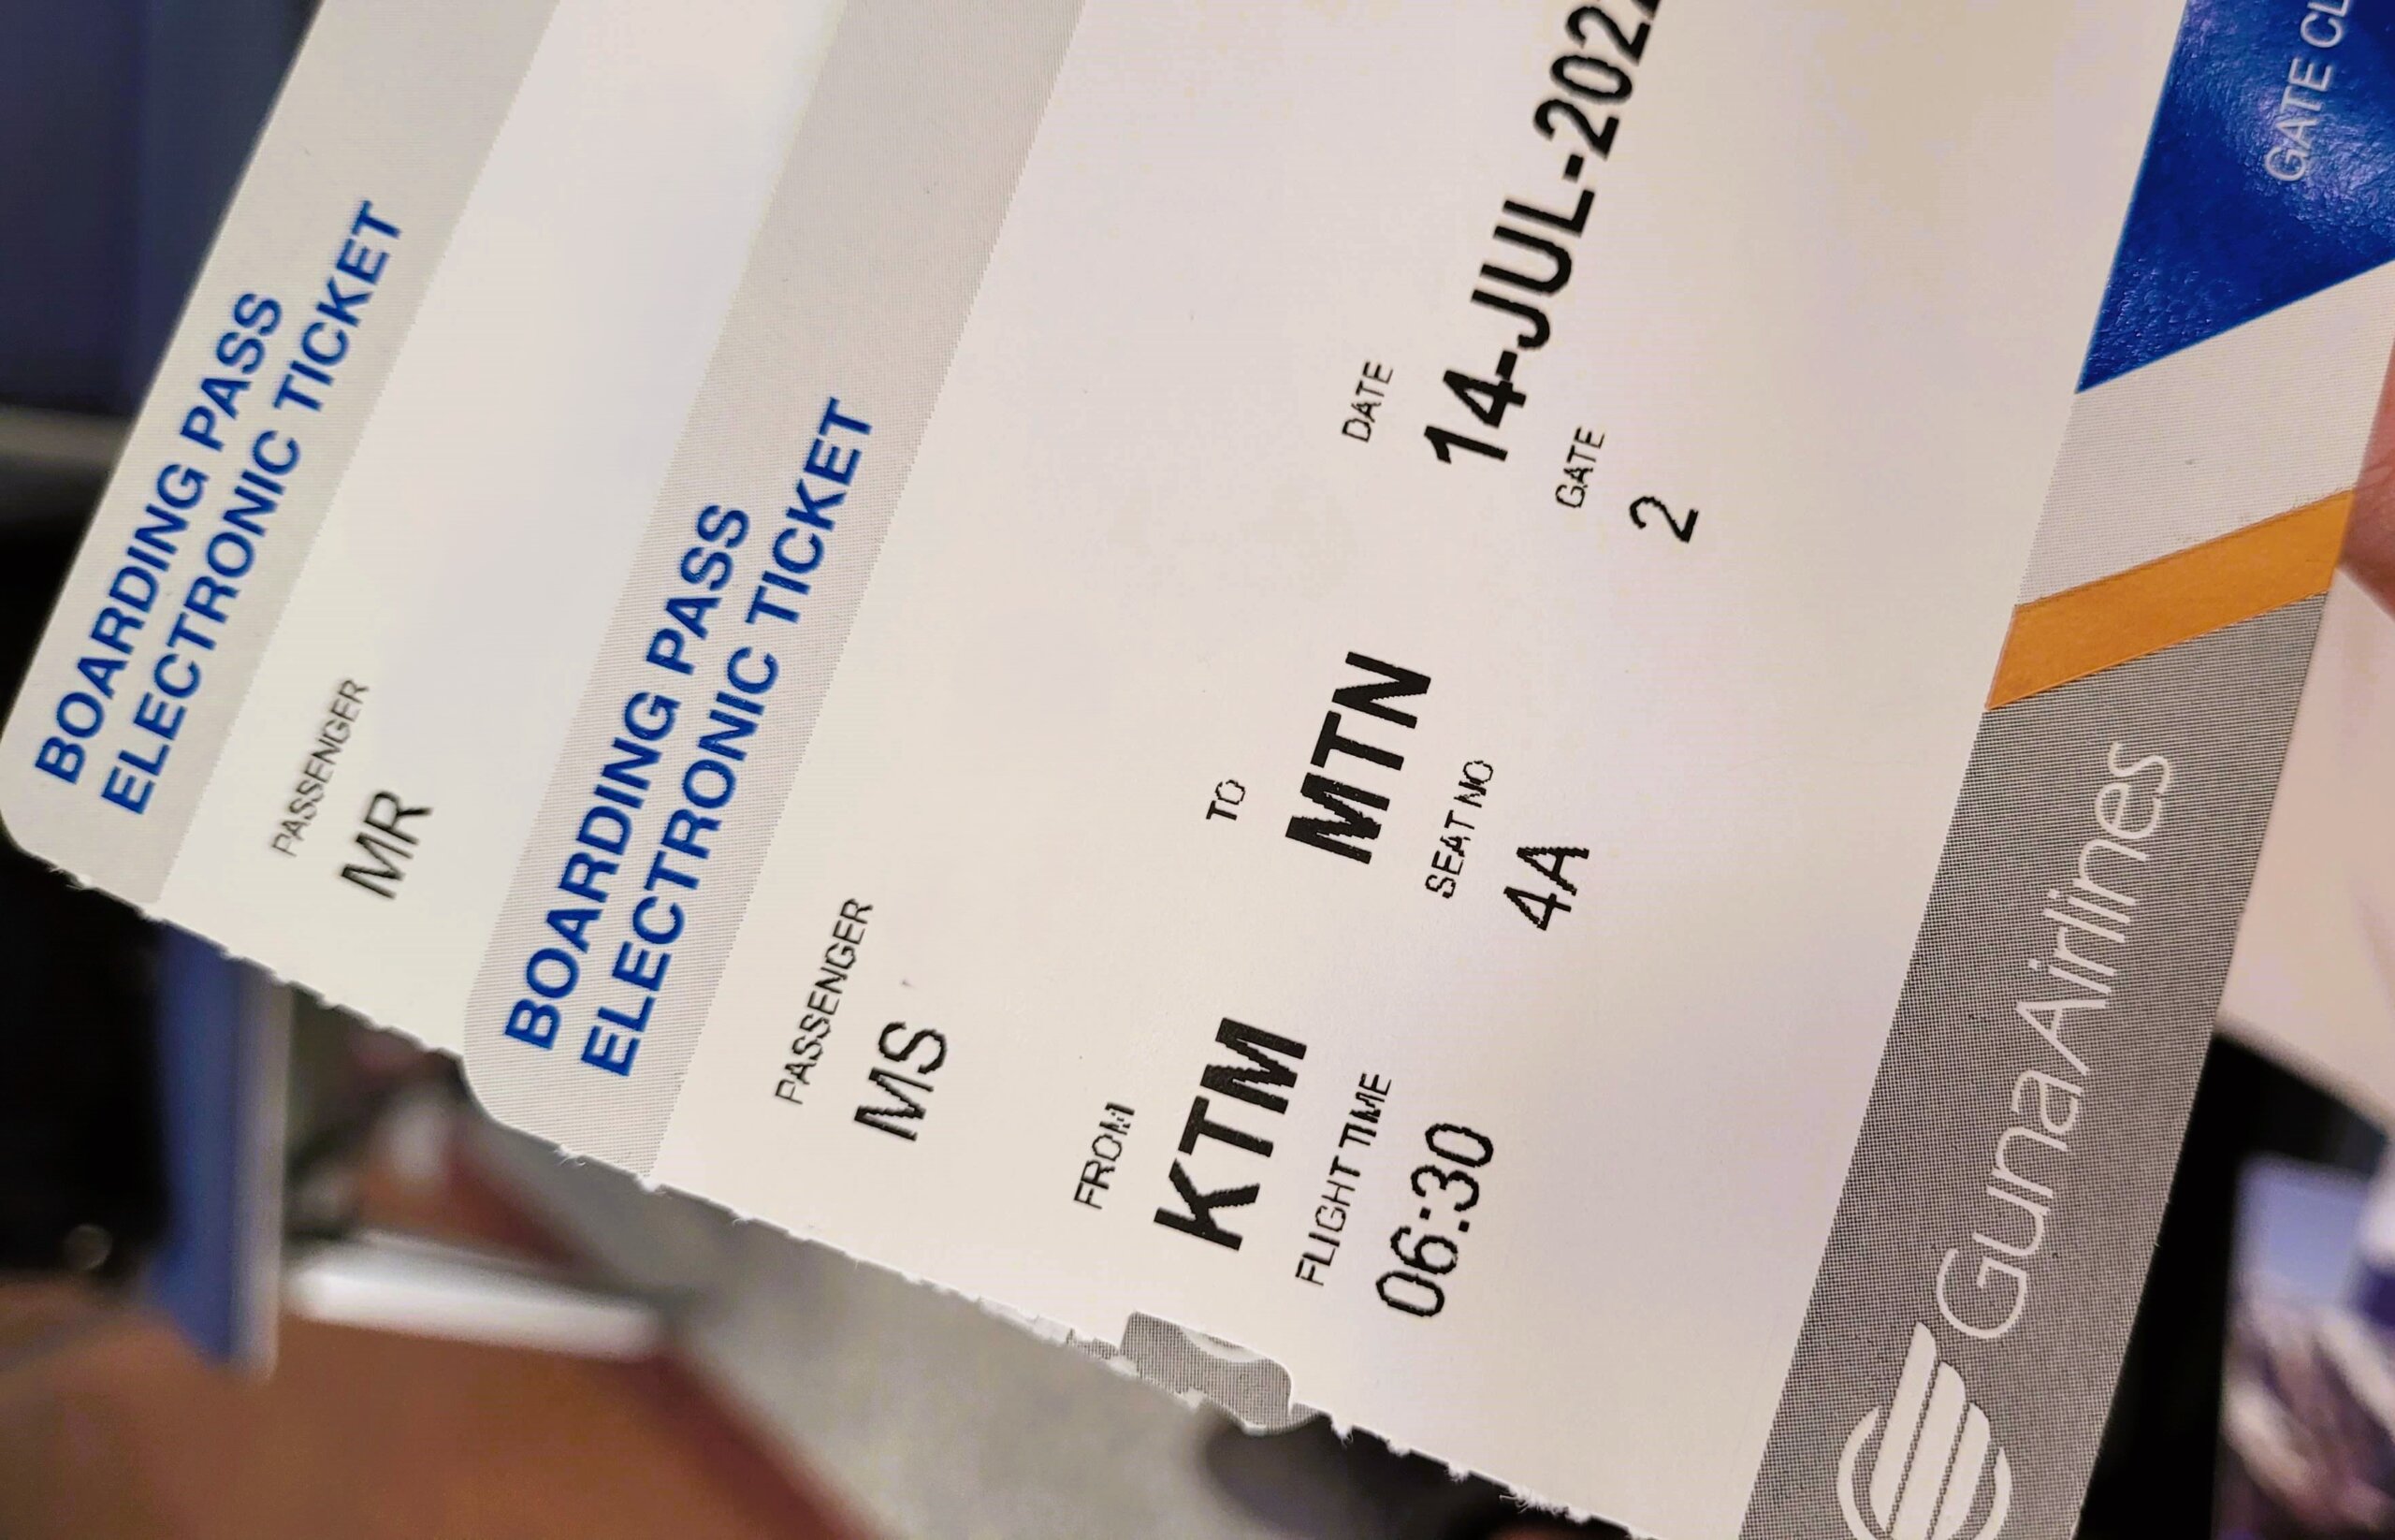 BOARDING PASS
ELECTRONIC TICKET
PASSENGER
MR
BOARDING PASS
ELECTRONIC TICKET
PASSENGER
MS
FROM TO DATE
KTM MTN 14-JUL-202
FLIGHT TIME SEAT NO GATE
06:30 4A 2
Guna Airlines
GATE CL